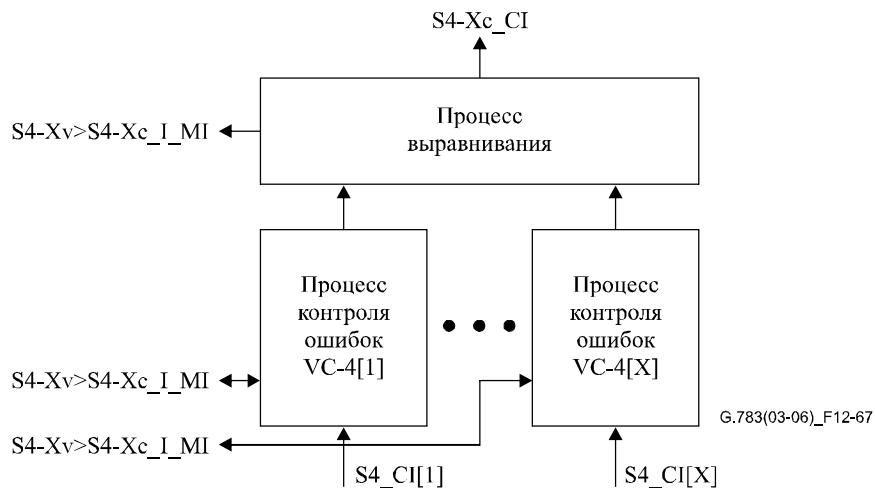 S4-Xc_CI
Процесс
выравнивания
S4-Xv>S4-Xc_I_MI
Процесс
контроля
ошибок
VC-4[1]
Процесс
контроля
ошибок
VC-4[X]
S4-Xv>S4-Xc_I_MI
S4-Xv>S4-Xc_I_MI
G.783(03-06)_F12-67
S4_CI[1]
S4_CI[X]